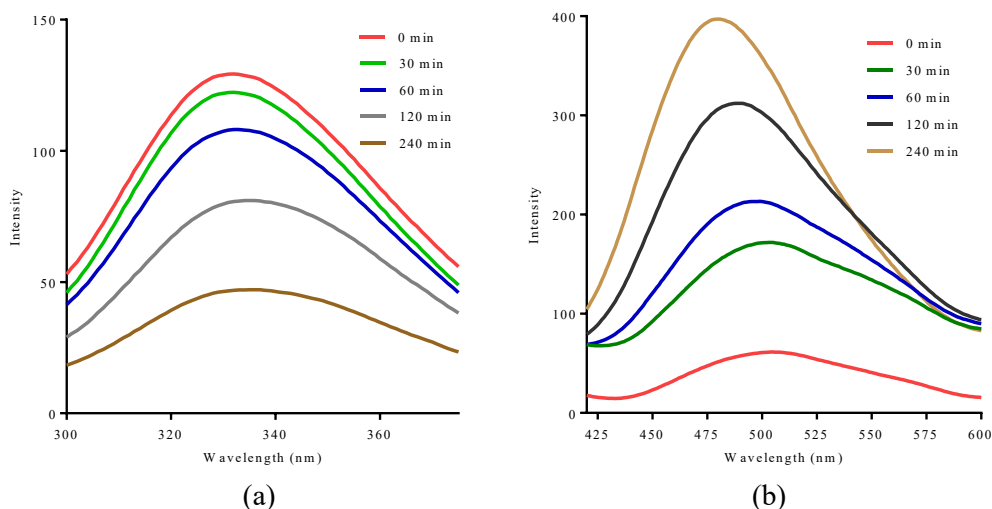 150
100
50
0
300
320
340
360
Intensity
Wavelength (nm)
0 min
30 min
60 min
120 min
240 min
(a)
400
300
200
100
0
425
450
475
500
525
550
575
600
Intensity
Wavelength (nm)
0 min
30 min
60 min
120 min
240 min
(b)